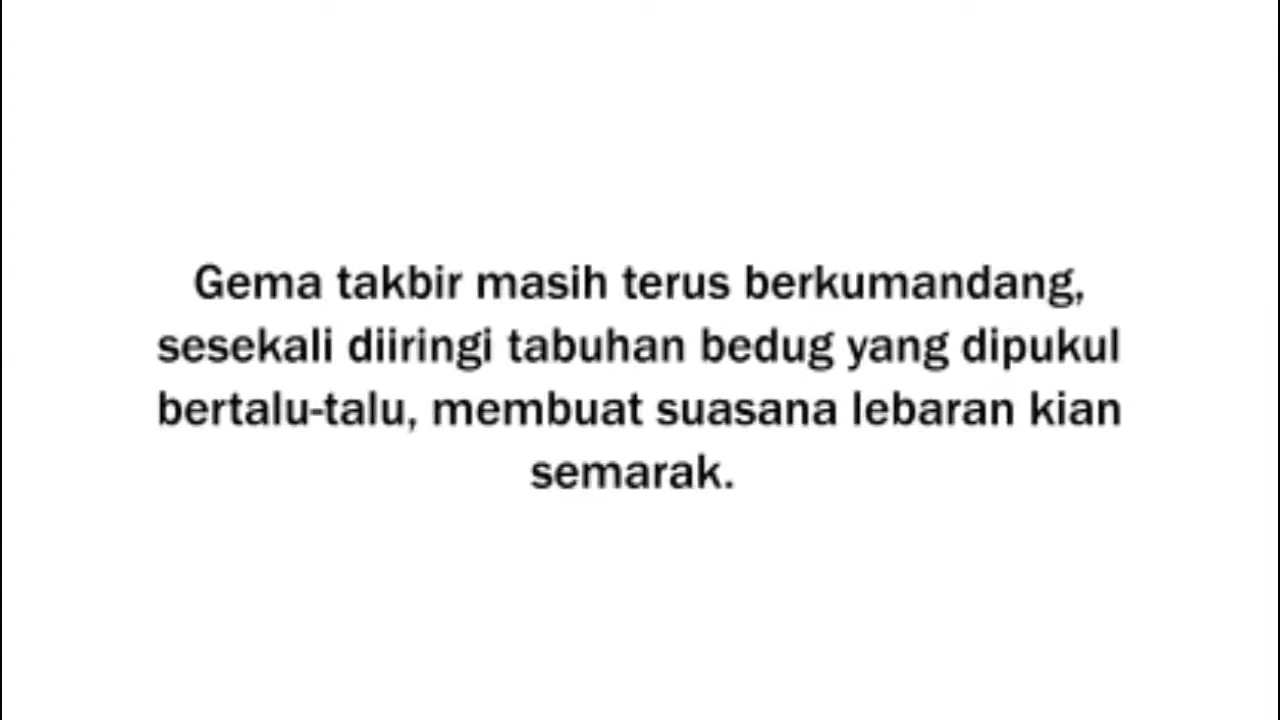 Gema takbir masih terus berkumandang,
sesekali diiringi tabuhan bedug yang dipukul
bertalu-talu, membuat suasana lebaran kian
semarak.